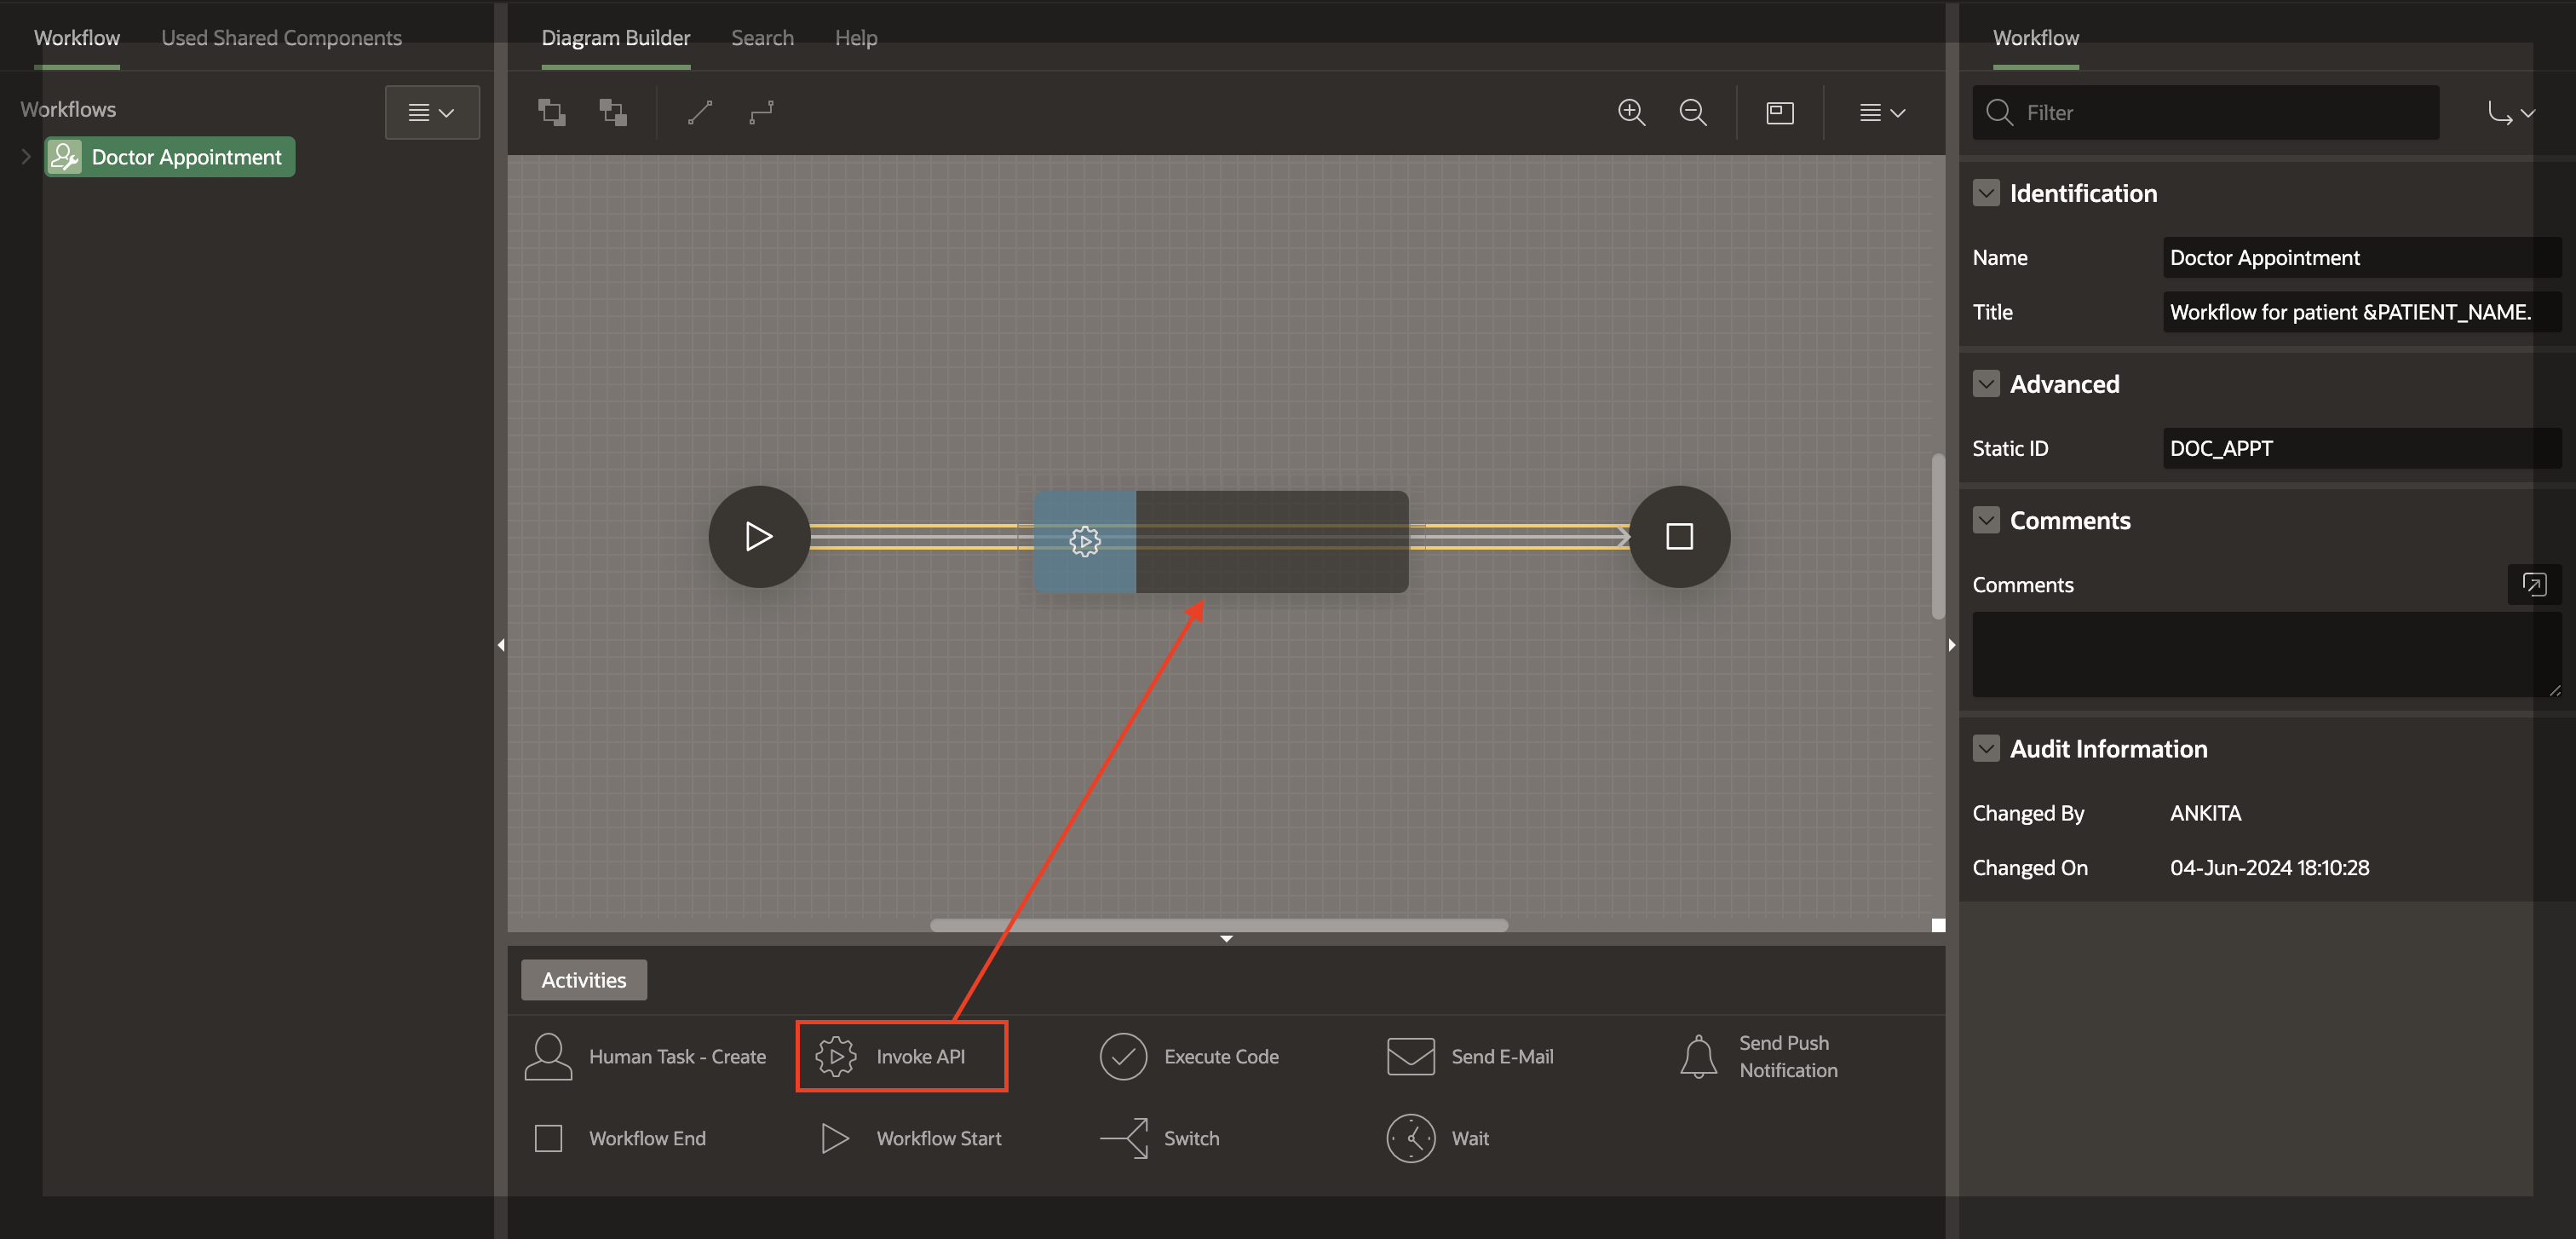 Workflow
Used Shared Components
Workflows
Doctor Appointment
Diagram Builder
Search
Help
Activities
Human Task - Create
Invoke API
Execute Code
Send E-Mail
Send Push
Notification
Workflow End
Workflow Start
Switch
Wait
Workflow
Filter
Identification
Name
Doctor Appointment
Title
Workflow for patient &PATIENT_NAME.
Advanced
Static ID
DOC_APPT
Comments
Comments
Audit Information
Changed By
ANKITA
Changed On
04-Jun-2024 18:10:28